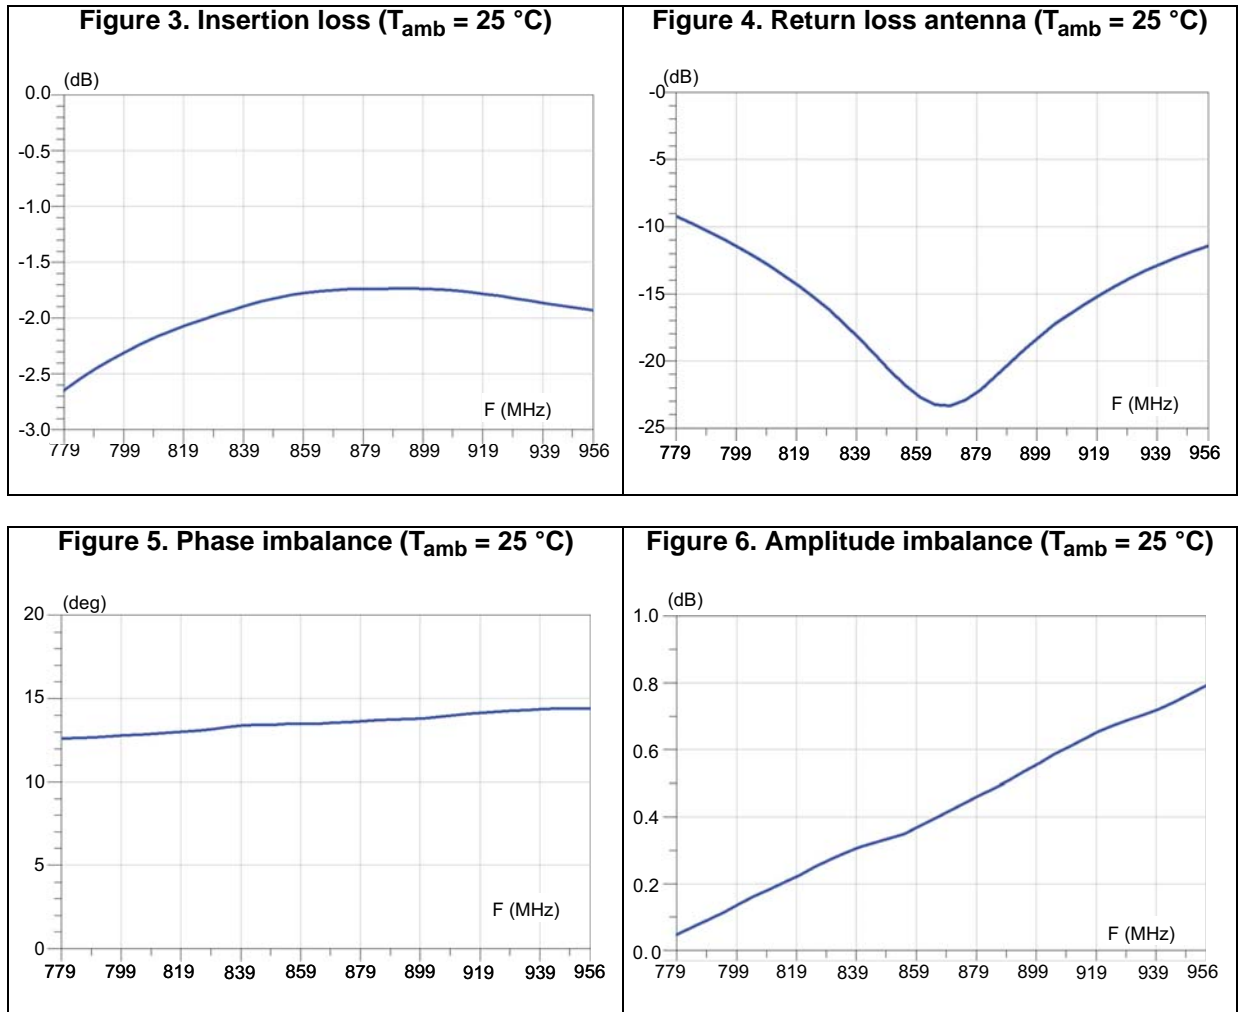 Figure 3. Insertion loss (Tamb = 25 °C)
(dB)
0.0
-0.5
-1.0
-1.5
-2.0
-2.5
-3.0
F (MHz)
779 799 819 839 859 879 899 919 939 956
Figure 4. Return loss antenna (Tamb = 25 °C)
(dB)
-0
-5
-10
-15
-20
-25
F (MHz)
779 799 819 839 859 879 899 919 939 956
Figure 5. Phase imbalance (Tamb = 25 °C)
(deg)
20
15
10
5
0
F (MHz)
779 799 819 839 859 879 899 919 939 956
Figure 6. Amplitude imbalance (Tamb = 25 °C)
(dB)
1.0
0.8
0.6
0.4
0.2
0.0
F (MHz)
779 799 819 839 859 879 899 919 939 956